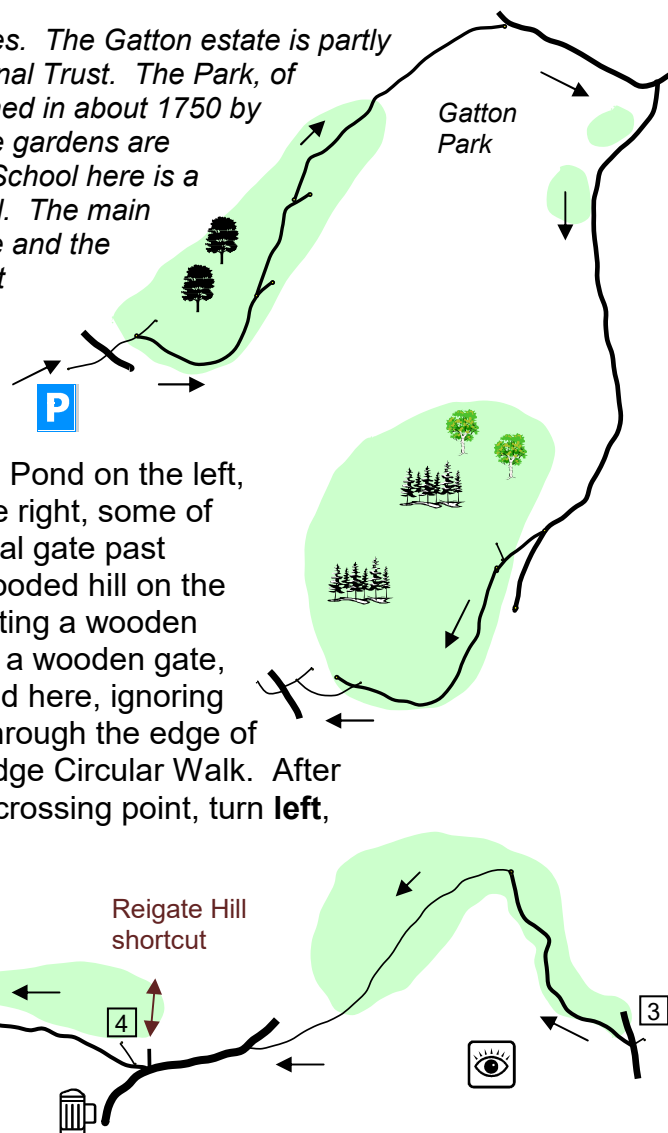 es. The Gatton estate is partly
nal Trust. The Park, of
ned in about 1750 by
e gardens are
School here is a
l. The main
e and the
t
Gatton
Park
P
Pond on the left,
e right, some of
al gate past
ooded hill on the
ting a wooden
a wooden gate,
d here, ignoring
hrough the edge of
dge Circular Walk. After
crossing point, turn left,
Reigate Hill
shortcut
4
3